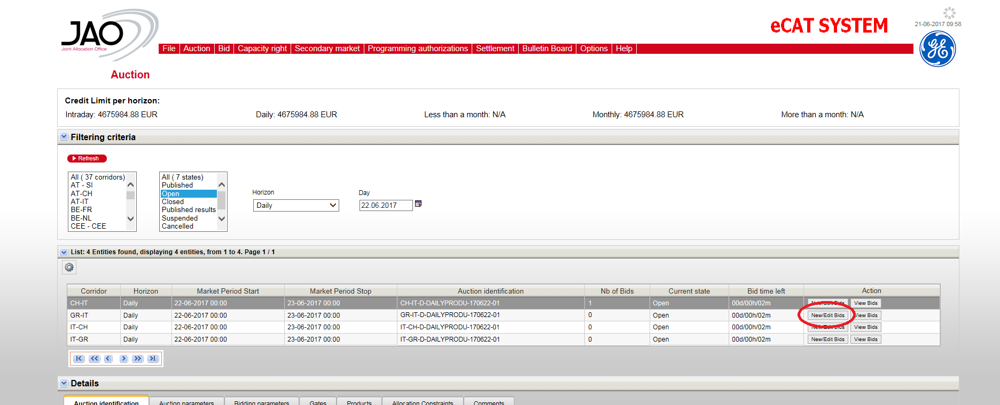 JAO
Joint Allocation Office
eCAT SYSTEM
21-06-2017 09:58
GE
File Auction Bid Capacity right Secondary market Programming authorizations Settlement Bulletin Board Options Help
Auction
Credit Limit per horizon:
Intraday: 4675984.88 EUR Daily: 4675984.88 EUR Less than a month: N/A Monthly: 4675984.88 EUR More than a month: N/A
Filtering criteria
Refresh
All ( 37 corridors)
AT - SI
AT-CH
AT-IT
BE-FR
BE-NL
CEE - CEE
All ( 7 states)
Published
Open
Closed
Published results
Suspended
Cancelled
Horizon
Daily
Day
22.06.2017
List: 4 Entities found, displaying 4 entities, from 1 to 4. Page 1 / 1
Corridor Horizon Market Period Start Market Period Stop Auction identification Nb of Bids Current state Bid time left Action
CH-IT Daily 22-06-2017 00:00 23-06-2017 00:00 CH-IT-D-DAILYPRODU-170622-01 1 Open 00d/00h/02m New/Edit Bids View Bids
GR-IT Daily 22-06-2017 00:00 23-06-2017 00:00 GR-IT-D-DAILYPRODU-170622-01 0 Open 00d/00h/02m New/Edit Bids View Bids
IT-CH Daily 22-06-2017 00:00 23-06-2017 00:00 IT-CH-D-DAILYPRODU-170622-01 0 Open 00d/00h/02m New/Edit Bids View Bids
IT-GR Daily 22-06-2017 00:00 23-06-2017 00:00 IT-GR-D-DAILYPRODU-170622-01 0 Open 00d/00h/02m New/Edit Bids View Bids
Details
Auction identification Auction parameters Bidding parameters Gates Products Allocation Constraints Comments